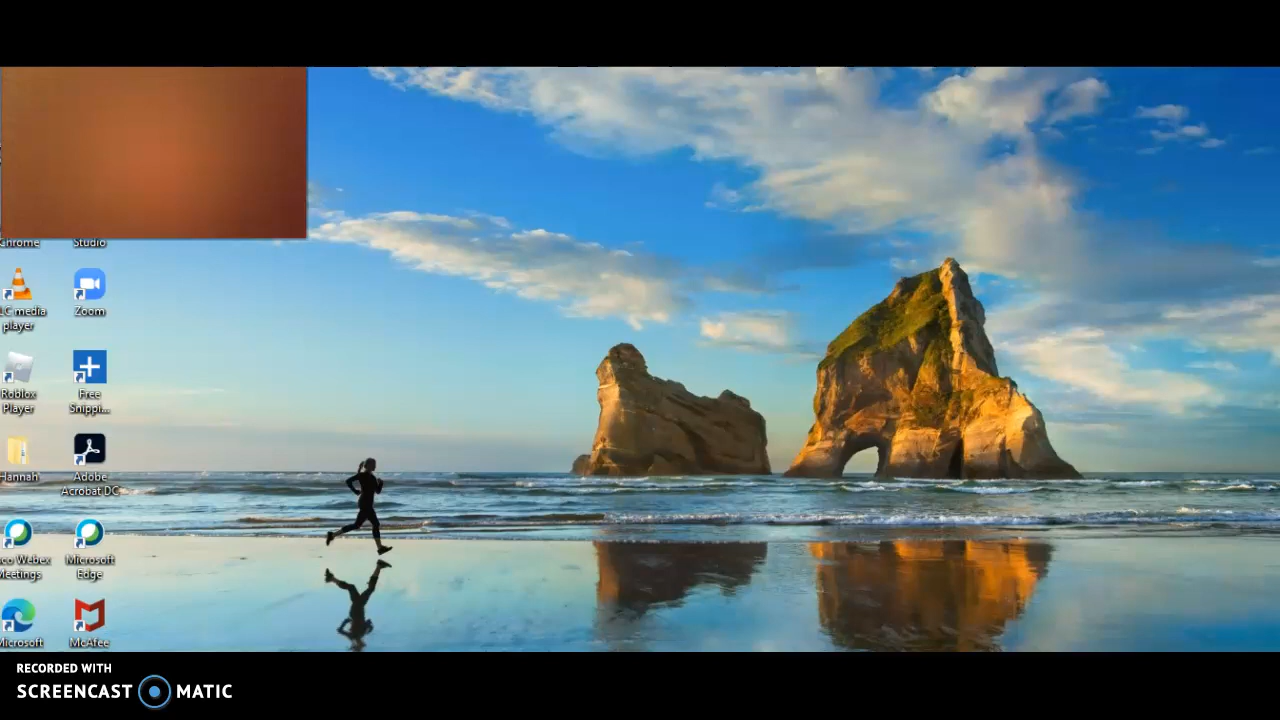 Chrome
Studio
LC media
player
Zoom
Roblox
Player
Free
Snippi...
Hannah'
Adobe
Acrobat DC
co Webex
Meetings
Microsoft
Edge
Microsoft
McAfee
RECORDED WITH
SCREENCAST MATIC